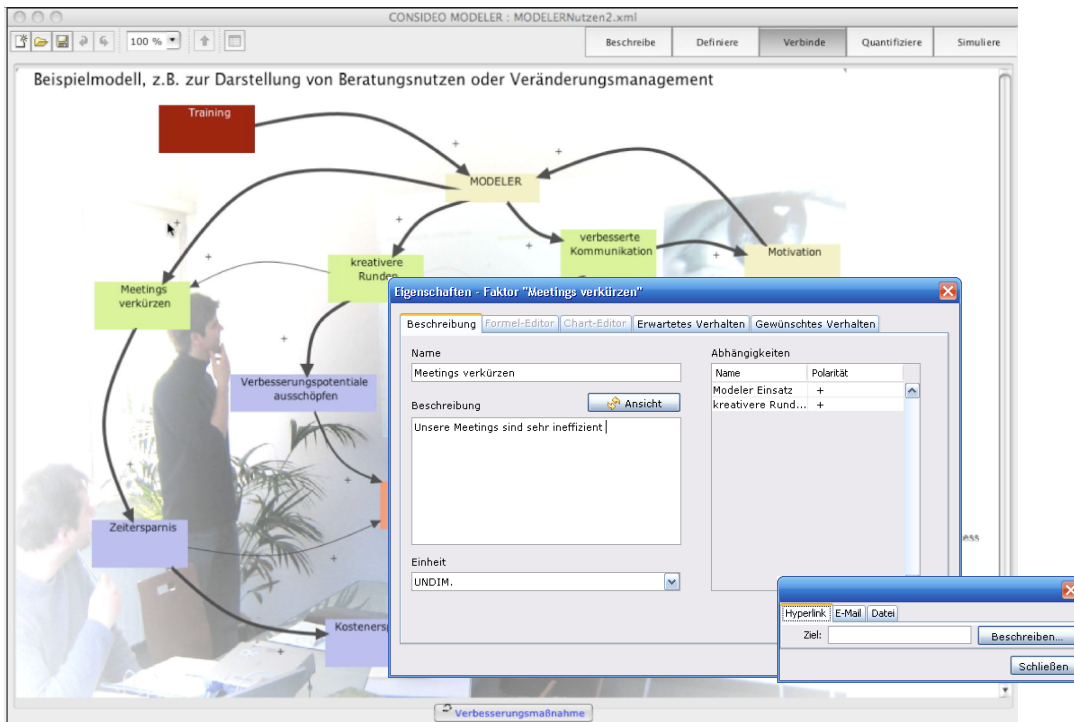 CONSIDEO MODELER : MODELERNutzen2.xml
100 %
Beschreibe
Definiere
Verbinde
Quantifiziere
Simuliere
Beispielmodell, z.B. zur Darstellung von Beratungsnutzen oder Veränderungsmanagement
Training
+
+
MODELER
+
+
+
verbesserte
Kommunikation
+
Motivation
+
kreativere
Runden
Meetings
verkürzen
+
Verbesserungspotentiale
ausschöpfen
+
Zeitersparnis
+
Kostenersp
+
Eigenschaften - Faktor "Meetings verkürzen"
Beschreibung
Formel-Editor
Chart-Editor
Erwartetes Verhalten
Gewünschtes Verhalten
Name
Meetings verkürzen
Beschreibung
Ansicht
Unsere Meetings sind sehr ineffizient
Einheit
UNDIM.
Abhängigkeiten
Name Polarität
Modeler Einsatz +
kreativere Rund... +
ess
Hyperlink
E-Mail
Datei
Ziel:
Beschreiben...
Schließen
Verbesserungsmaßnahme